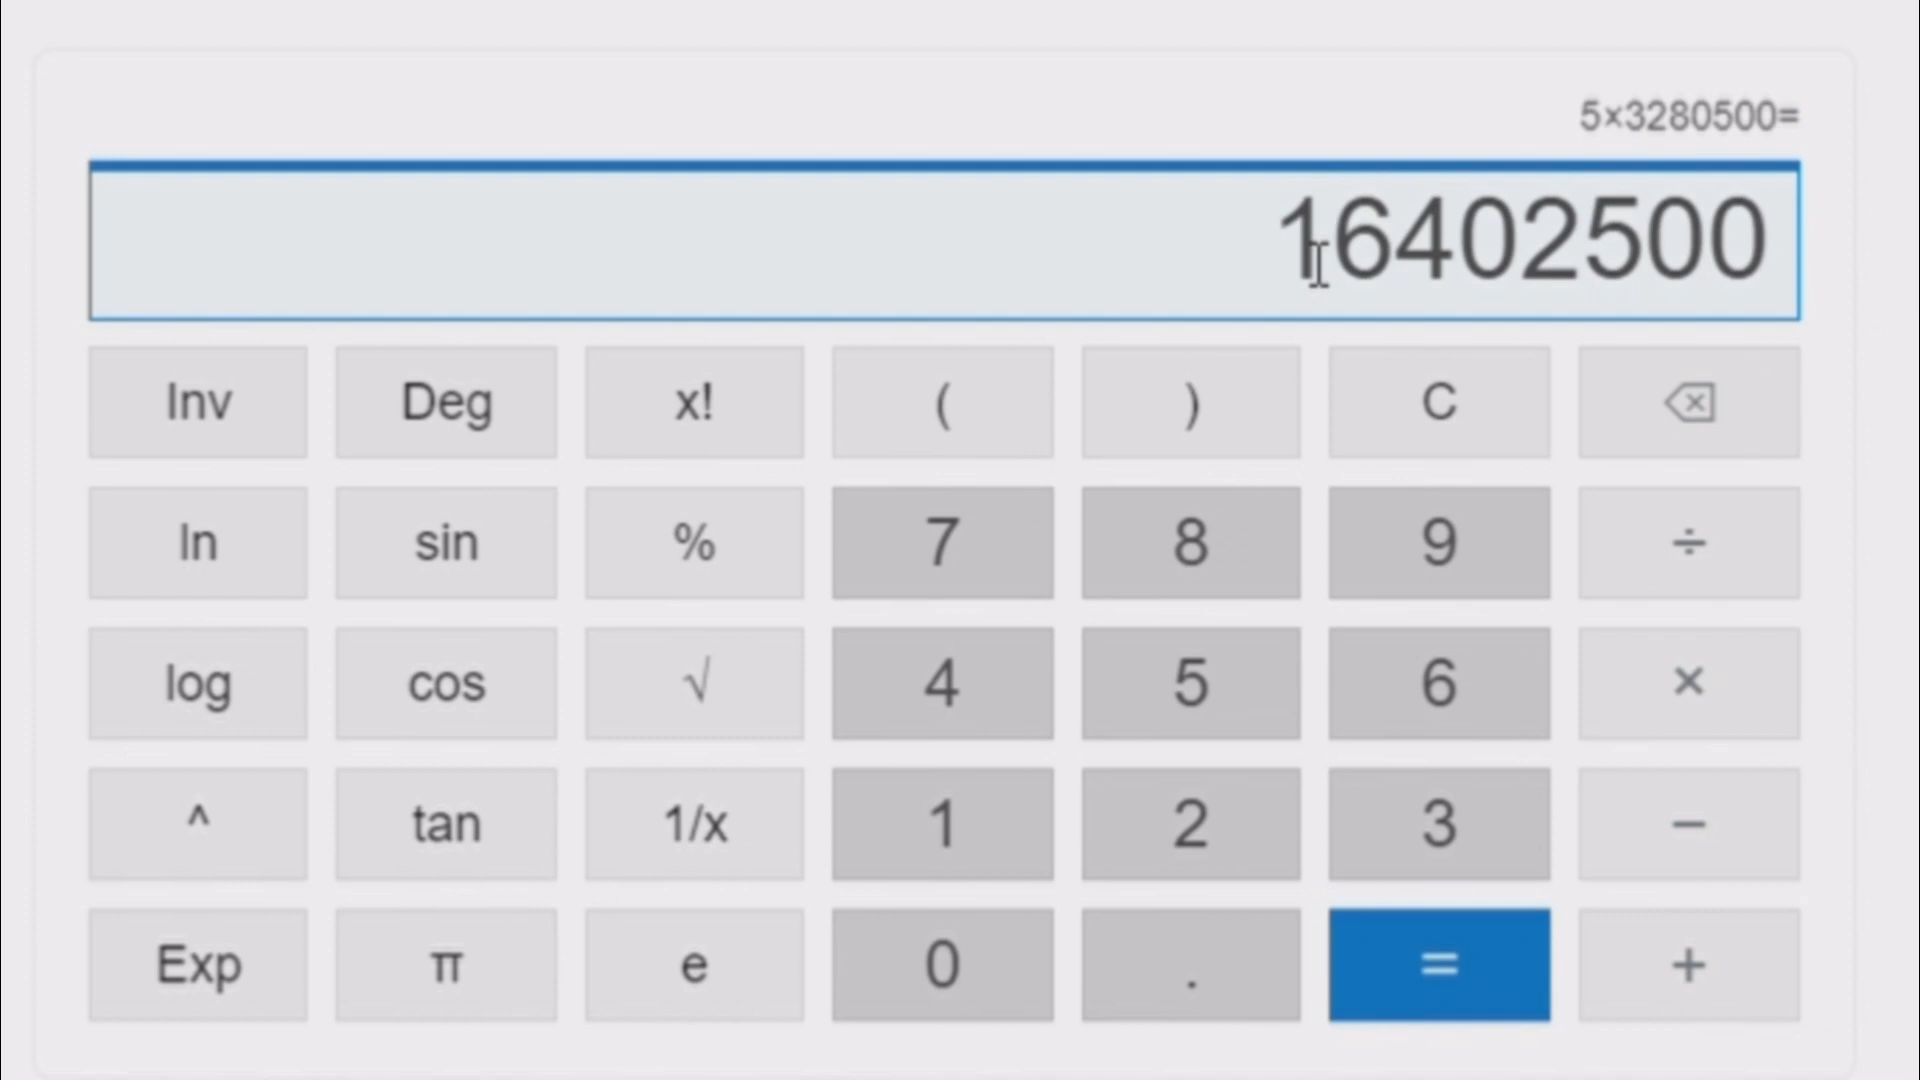 5×3280500=
16402500
Inv Deg x! ( ) C
ln sin % 7 8 9 ÷
log cos √ 4 5 6 ×
^ tan 1/x 1 2 3 −
Exp π e 0 . = +